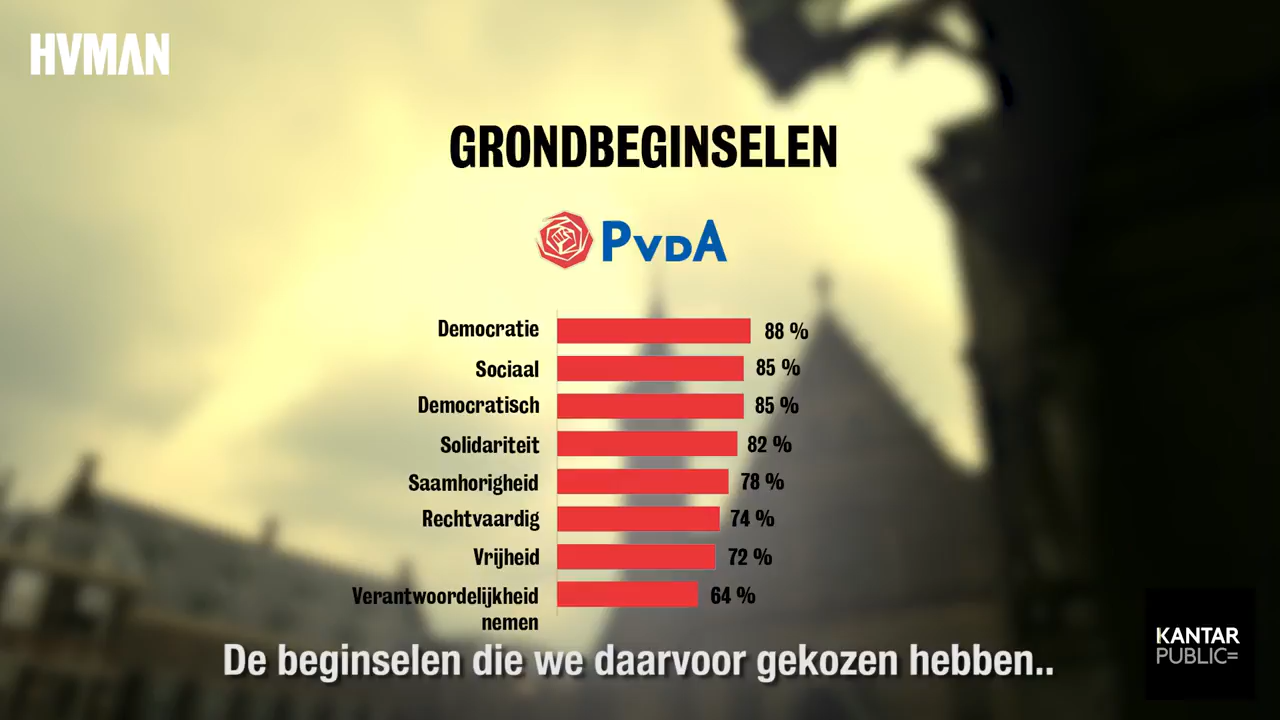 HVMAN
GRONDBEGINSELEN
PVDA
Democratie 88 %
Sociaal 85 %
Democratisch 85 %
Solidariteit 82 %
Saamhorigheid 78 %
Rechtvaardig 74 %
Vrijheid 72 %
Verantwoordelijkheid 64 %
nemen
De beginselen die we daarvoor gekozen hebben..
KANTAR
PUBLIC=